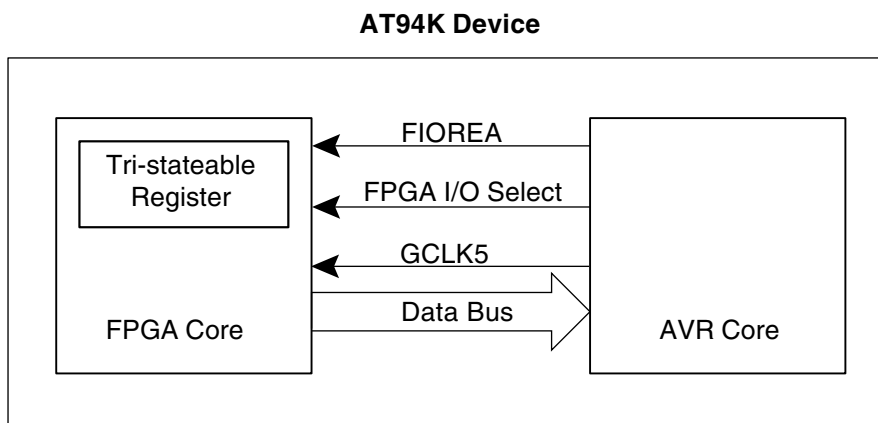 AT94K Device
FIOREA
Tri-stateable
Register
FPGA I/O Select
GCLK5
Data Bus
FPGA Core
AVR Core